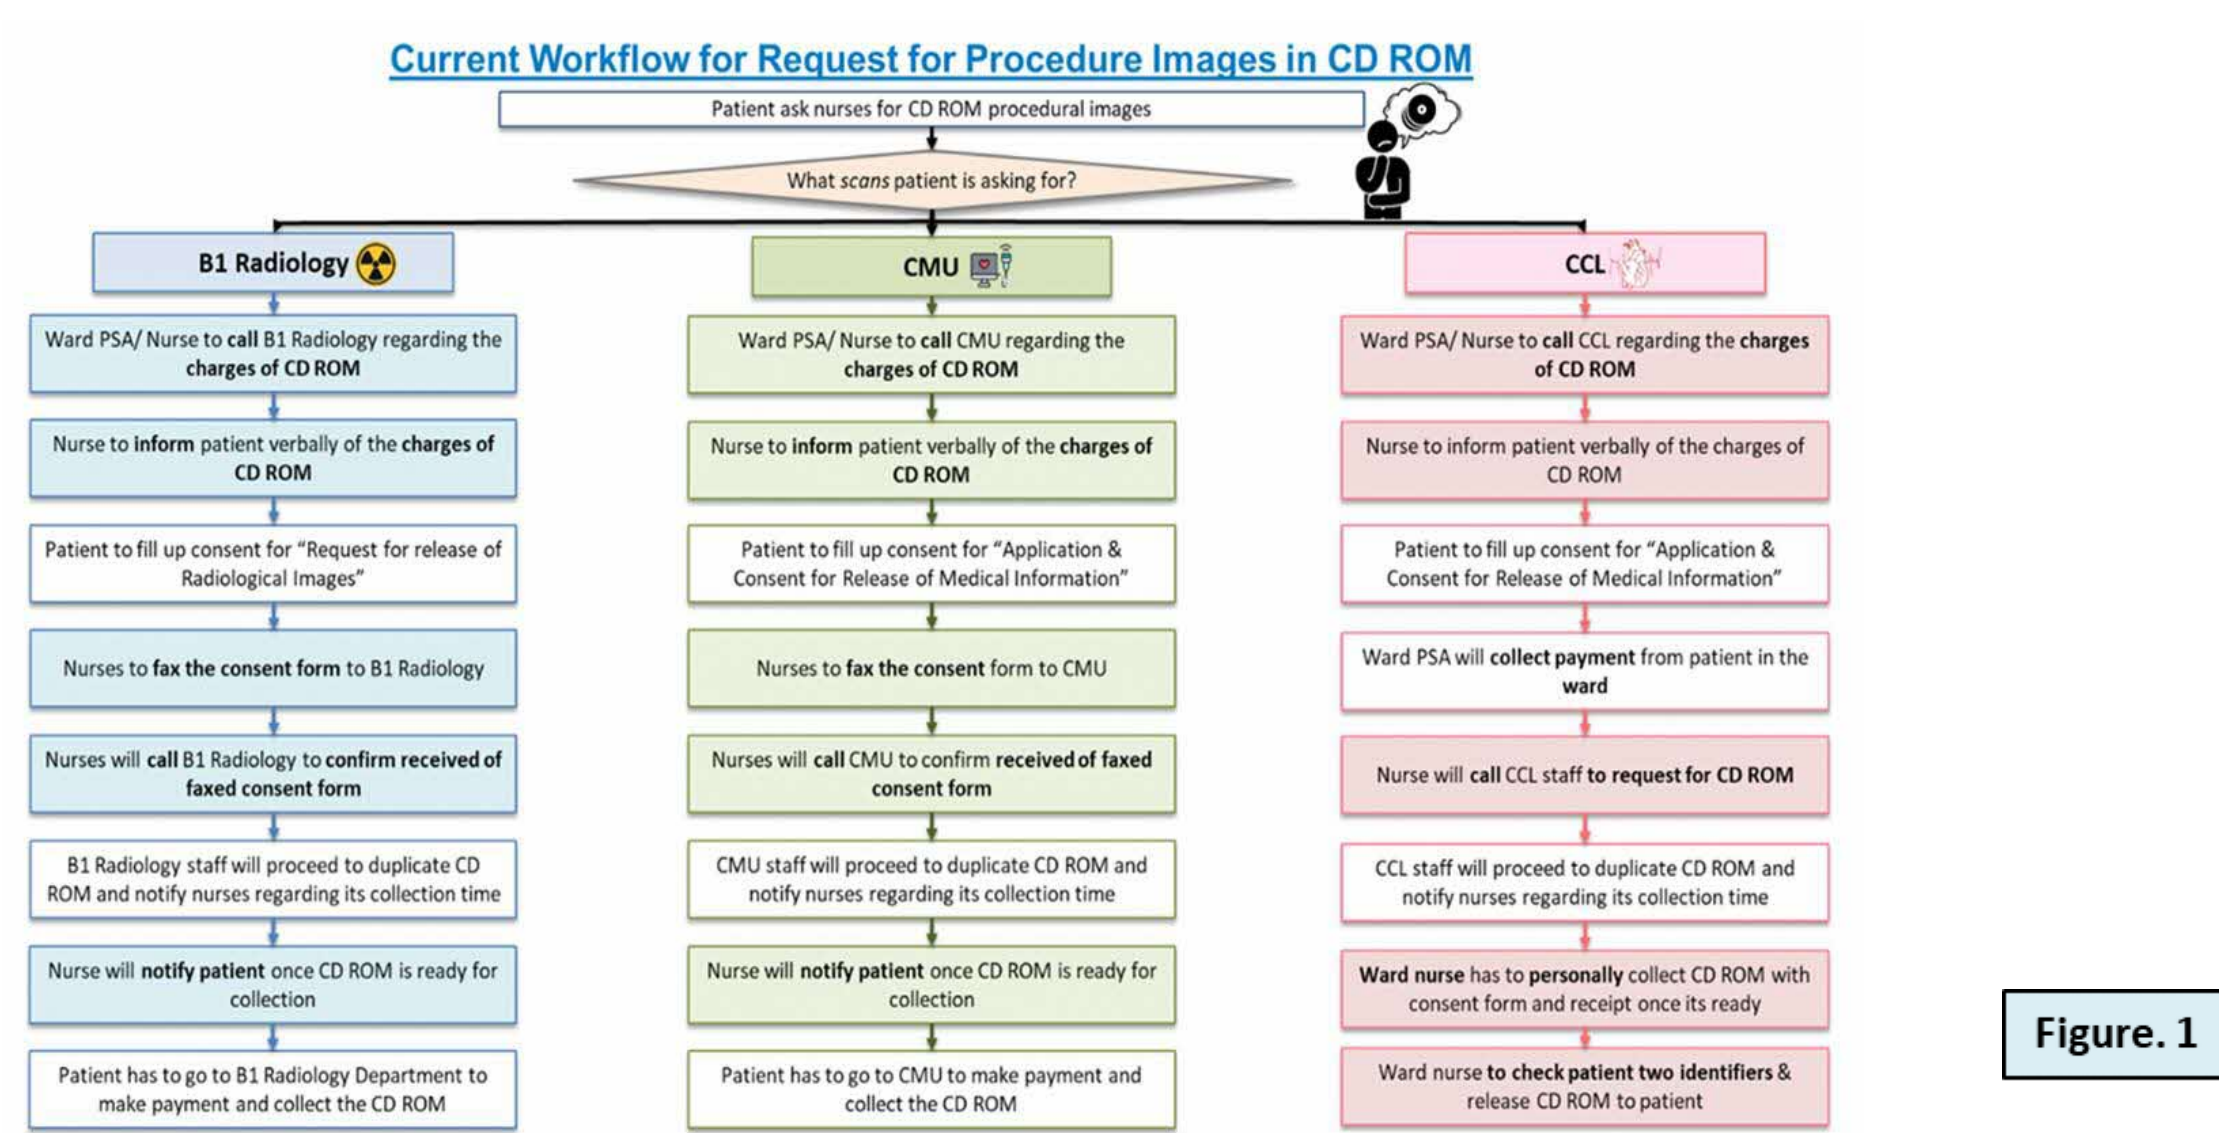 Current Workflow for Request for Procedure Images in CD ROM
Patient ask nurses for CD ROM procedural images
What scans patient is asking for?
B1 Radiology
Ward PSA/ Nurse to call B1 Radiology regarding the
charges of CD ROM
Nurse to inform patient verbally of the charges of
CD ROM
Patient to fill up consent for “Request for release of
Radiological Images”
Nurses to fax the consent form to B1 Radiology
Nurses will call B1 Radiology to confirm received of
faxed consent form
B1 Radiology staff will proceed to duplicate CD
ROM and notify nurses regarding its collection time
Nurse will notify patient once CD ROM is ready for
collection
Patient has to go to B1 Radiology Department to
make payment and collect the CD ROM
CMU
Ward PSA/ Nurse to call CMU regarding the
charges of CD ROM
Nurse to inform patient verbally of the charges of
CD ROM
Patient to fill up consent for “Application &
Consent for Release of Medical Information”
Nurses to fax the consent form to CMU
Nurses will call CMU to confirm received of faxed
consent form
CMU staff will proceed to duplicate CD ROM and
notify nurses regarding its collection time
Nurse will notify patient once CD ROM is ready for
collection
Patient has to go to CMU to make payment and
collect the CD ROM
CCL
Ward PSA/ Nurse to call CCL regarding the charges
of CD ROM
Nurse to inform patient verbally of the charges of
CD ROM
Patient to fill up consent for “Application &
Consent for Release of Medical Information”
Ward PSA will collect payment from patient in the
ward
Nurse will call CCL staff to request for CD ROM
CCL staff will proceed to duplicate CD ROM and
notify nurses regarding its collection time
Ward nurse has to personally collect CD ROM with
consent form and receipt once its ready
Ward nurse to check patient two identifiers &
release CD ROM to patient
Figure. 1